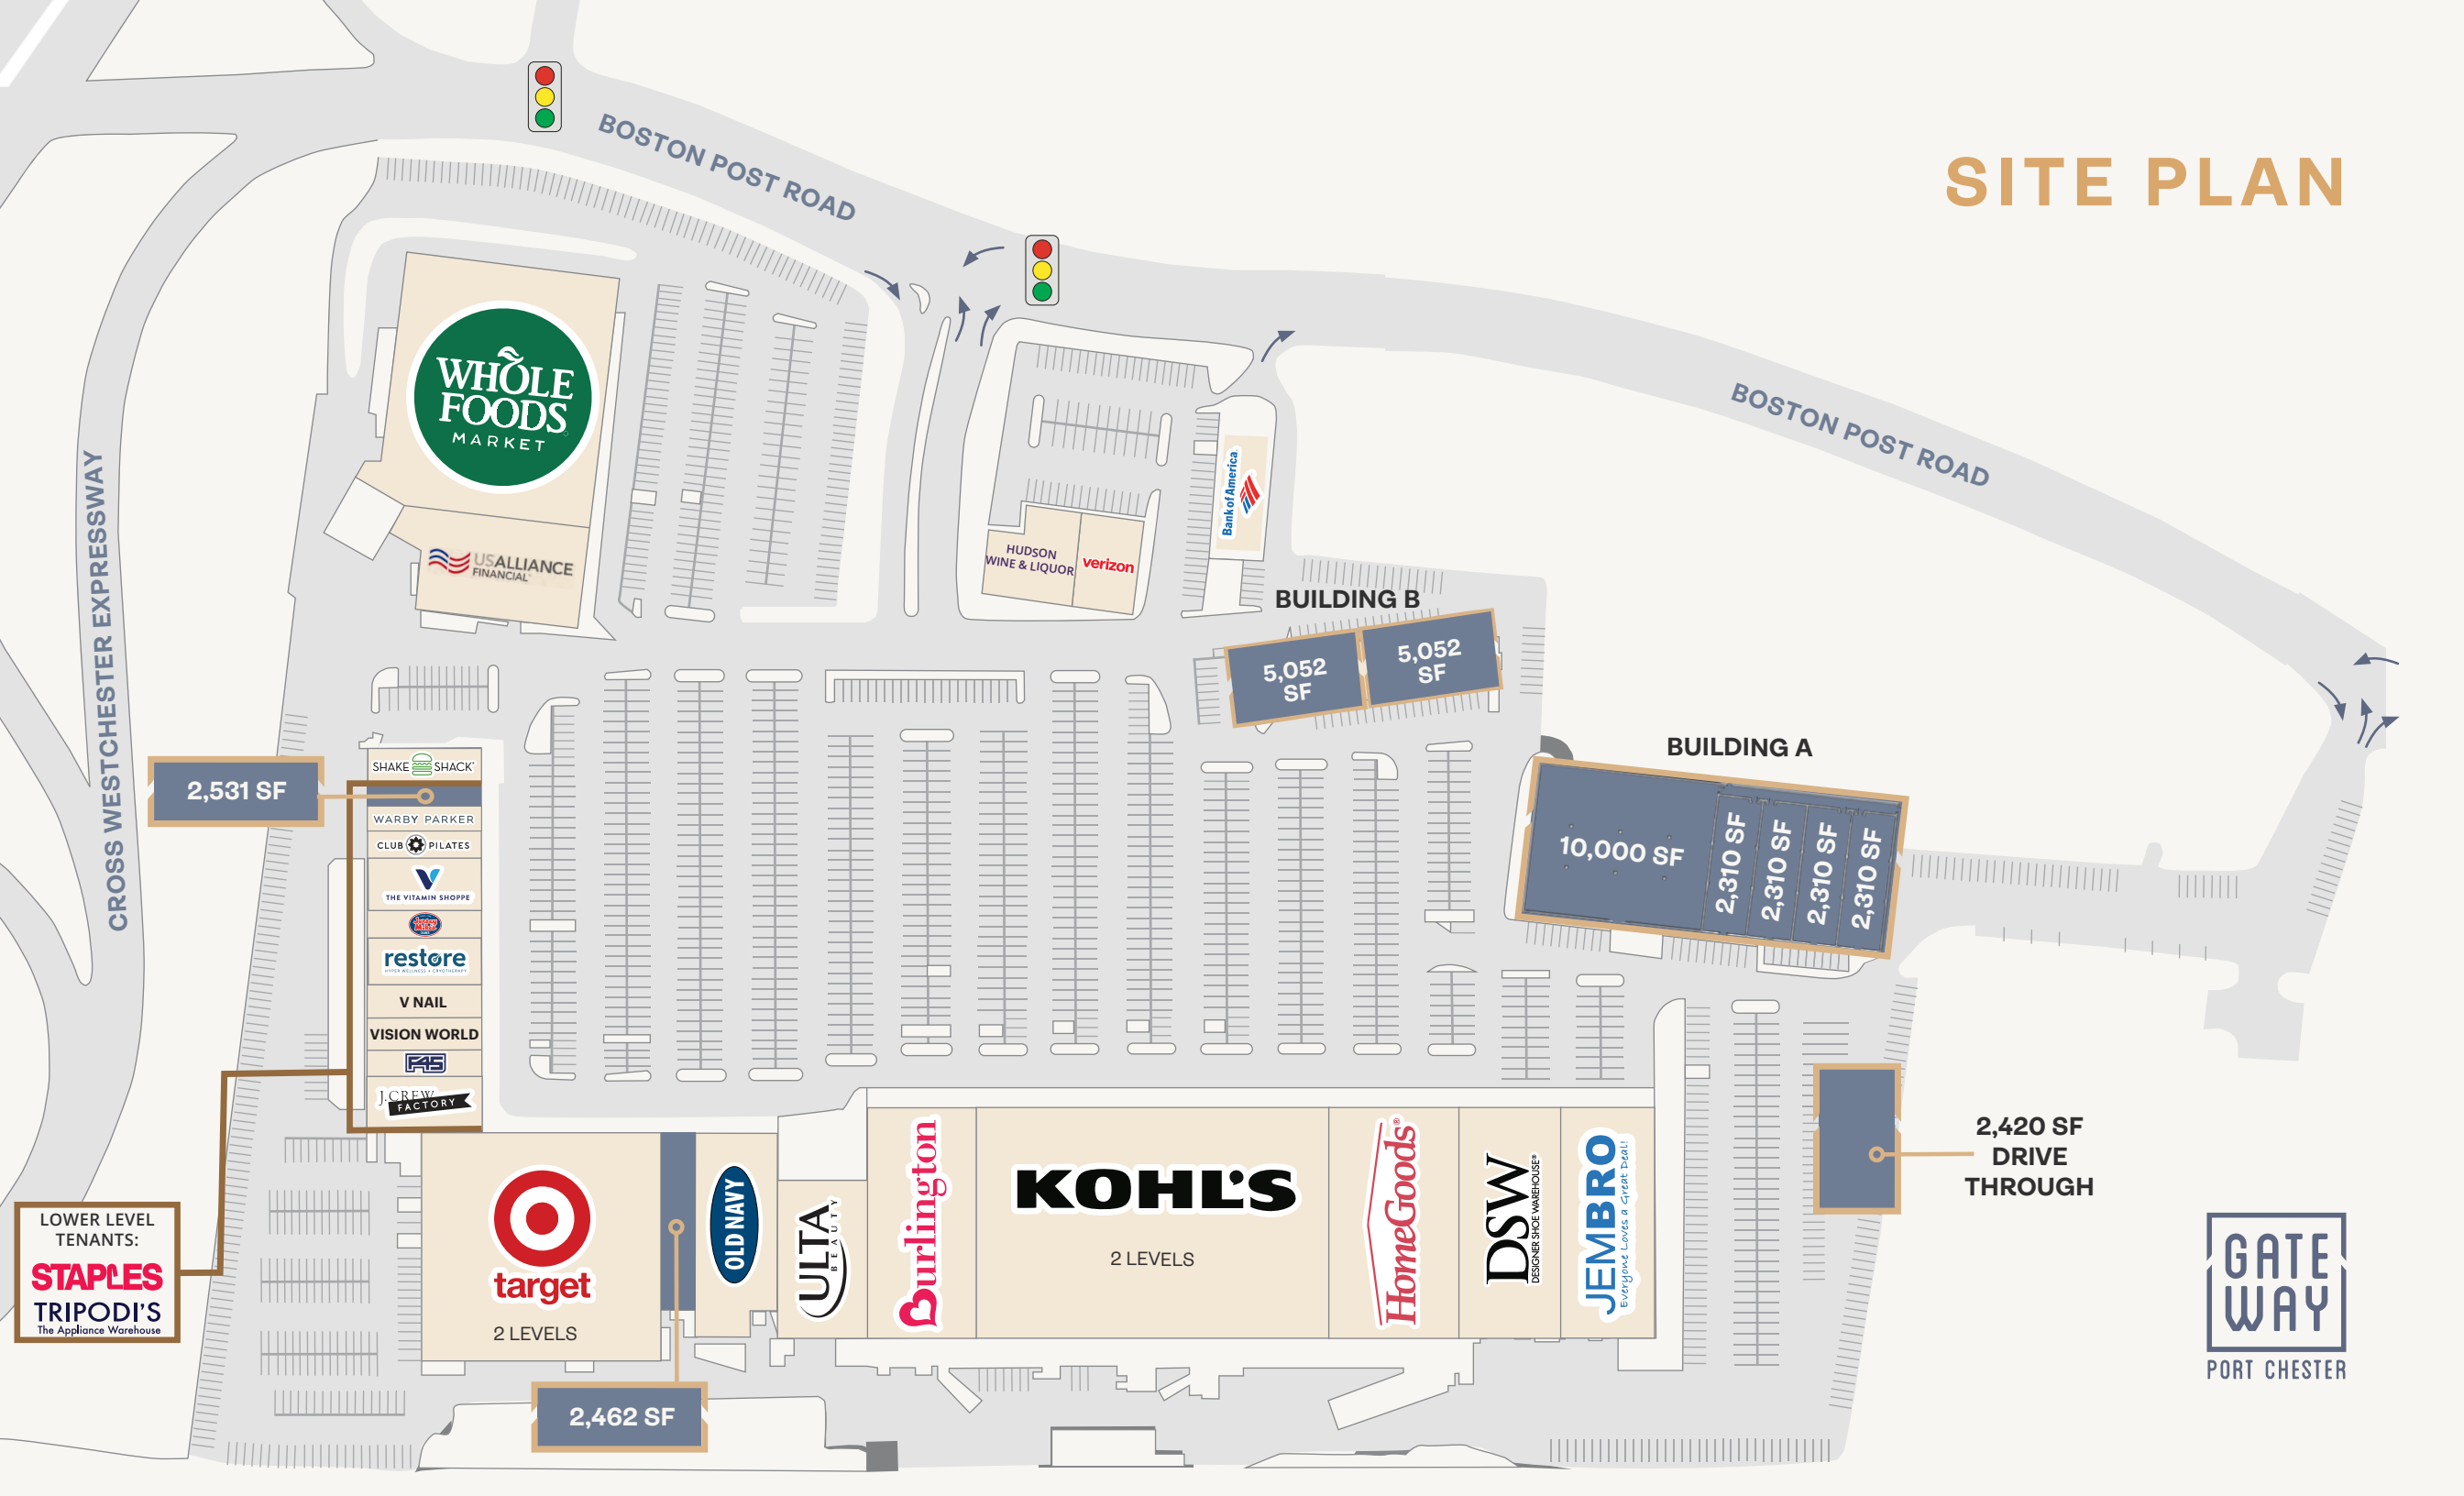 SITE PLAN
BOSTON POST ROAD
BOSTON POST ROAD
CROSS WESTCHESTER EXPRESSWAY
WHOLE
FOODS
MARKET
USALLIANCE
FINANCIAL
HUDSON
WINE & LIQUOR
verizon
Bank of America
BUILDING B
5,052
SF
5,052
SF
BUILDING A
10,000 SF
2,310 SF
2,310 SF
2,310 SF
2,310 SF
2,531 SF
SHAKE SHACK
WARBY PARKER
CLUB PILATES
THE VITAMIN SHOPPE
Jersey
Mike's
restore
HYPER WELLNESS + CRYOTHERAPY
V NAIL
VISION WORLD
F45
J.CREW
FACTORY
LOWER LEVEL
TENANTS:
STAPLES
TRIPODI'S
The Appliance Warehouse
target
2 LEVELS
2,462 SF
OLD NAVY
ULTA
BEAUTY
Burlington
KOHL'S
2 LEVELS
HomeGoods®
DSW
DESIGNER SHOE WAREHOUSE®
JEMBRO
Everyone Loves a Great Deal!
2,420 SF
DRIVE
THROUGH
GATE
WAY
PORT CHESTER